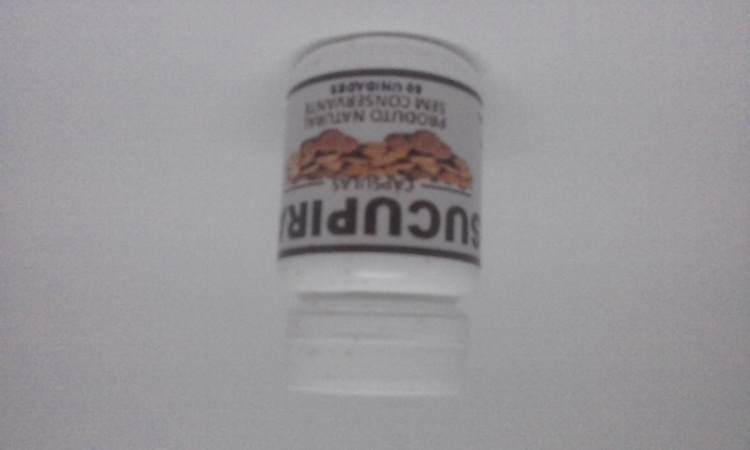 SUCUPIRA
CÁPSULAS
PRODUTO NATURAL
SEM CONSERVANTE
60 UNIDADES